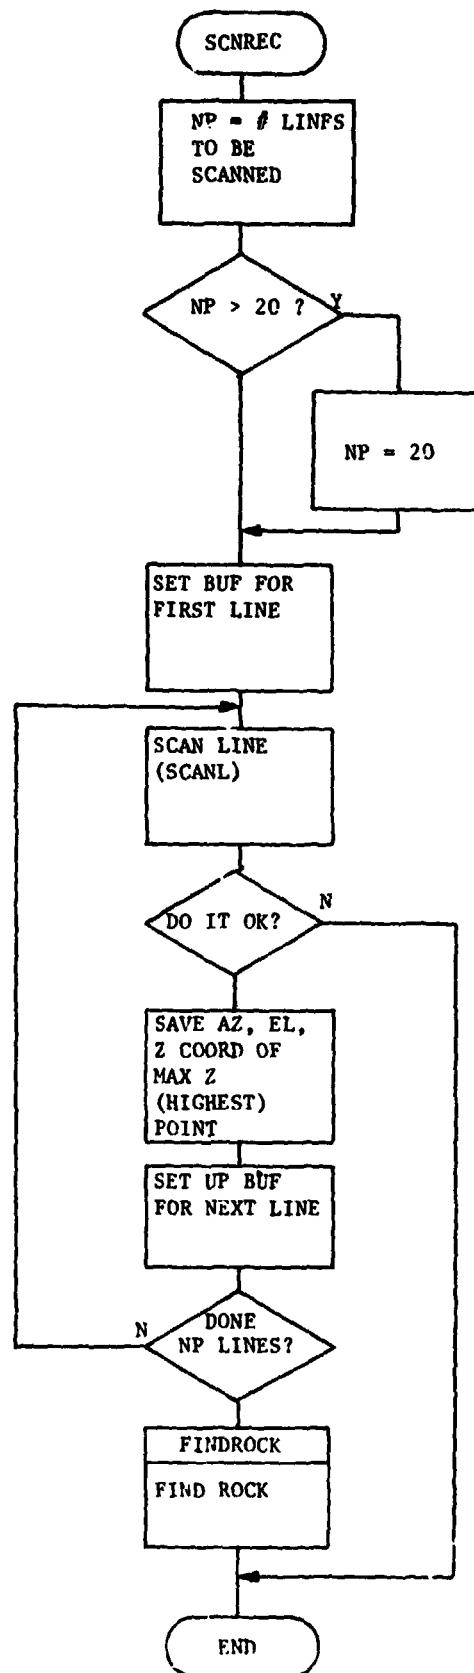 SCNREC
NP = # LINES
TO BE
SCANNED
NP > 20 ?
Y
NP = 20
SET BUF FOR
FIRST LINE
SCAN LINE
(SCANL)
DO IT OK?
N
SAVE AZ, EL,
Z COORD OF
MAX Z
(HIGHEST)
POINT
SET UP BUF
FOR NEXT LINE
N
DONE
NP LINES?
FINDROCK
FIND ROCK
END